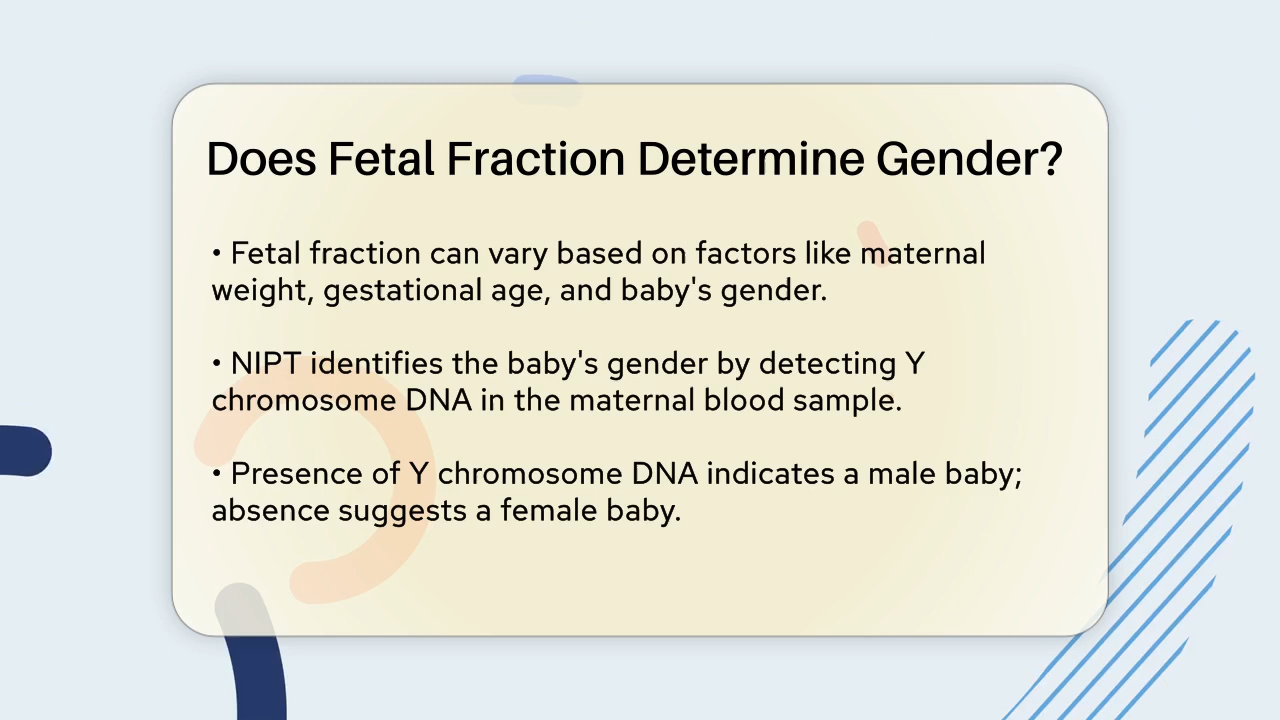 Does Fetal Fraction Determine Gender?
• Fetal fraction can vary based on factors like maternal
weight, gestational age, and baby's gender.
• NIPT identifies the baby's gender by detecting Y
chromosome DNA in the maternal blood sample.
• Presence of Y chromosome DNA indicates a male baby;
absence suggests a female baby.